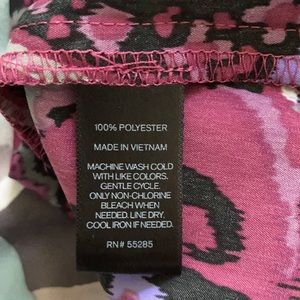 100% POLYESTER
MADE IN VIETNAM
MACHINE WASH COLD
WITH LIKE COLORS.
GENTLE CYCLE.
ONLY NON-CHLORINE
BLEACH WHEN
NEEDED. LINE DRY.
COOL IRON IF NEEDED.
RN# 55285